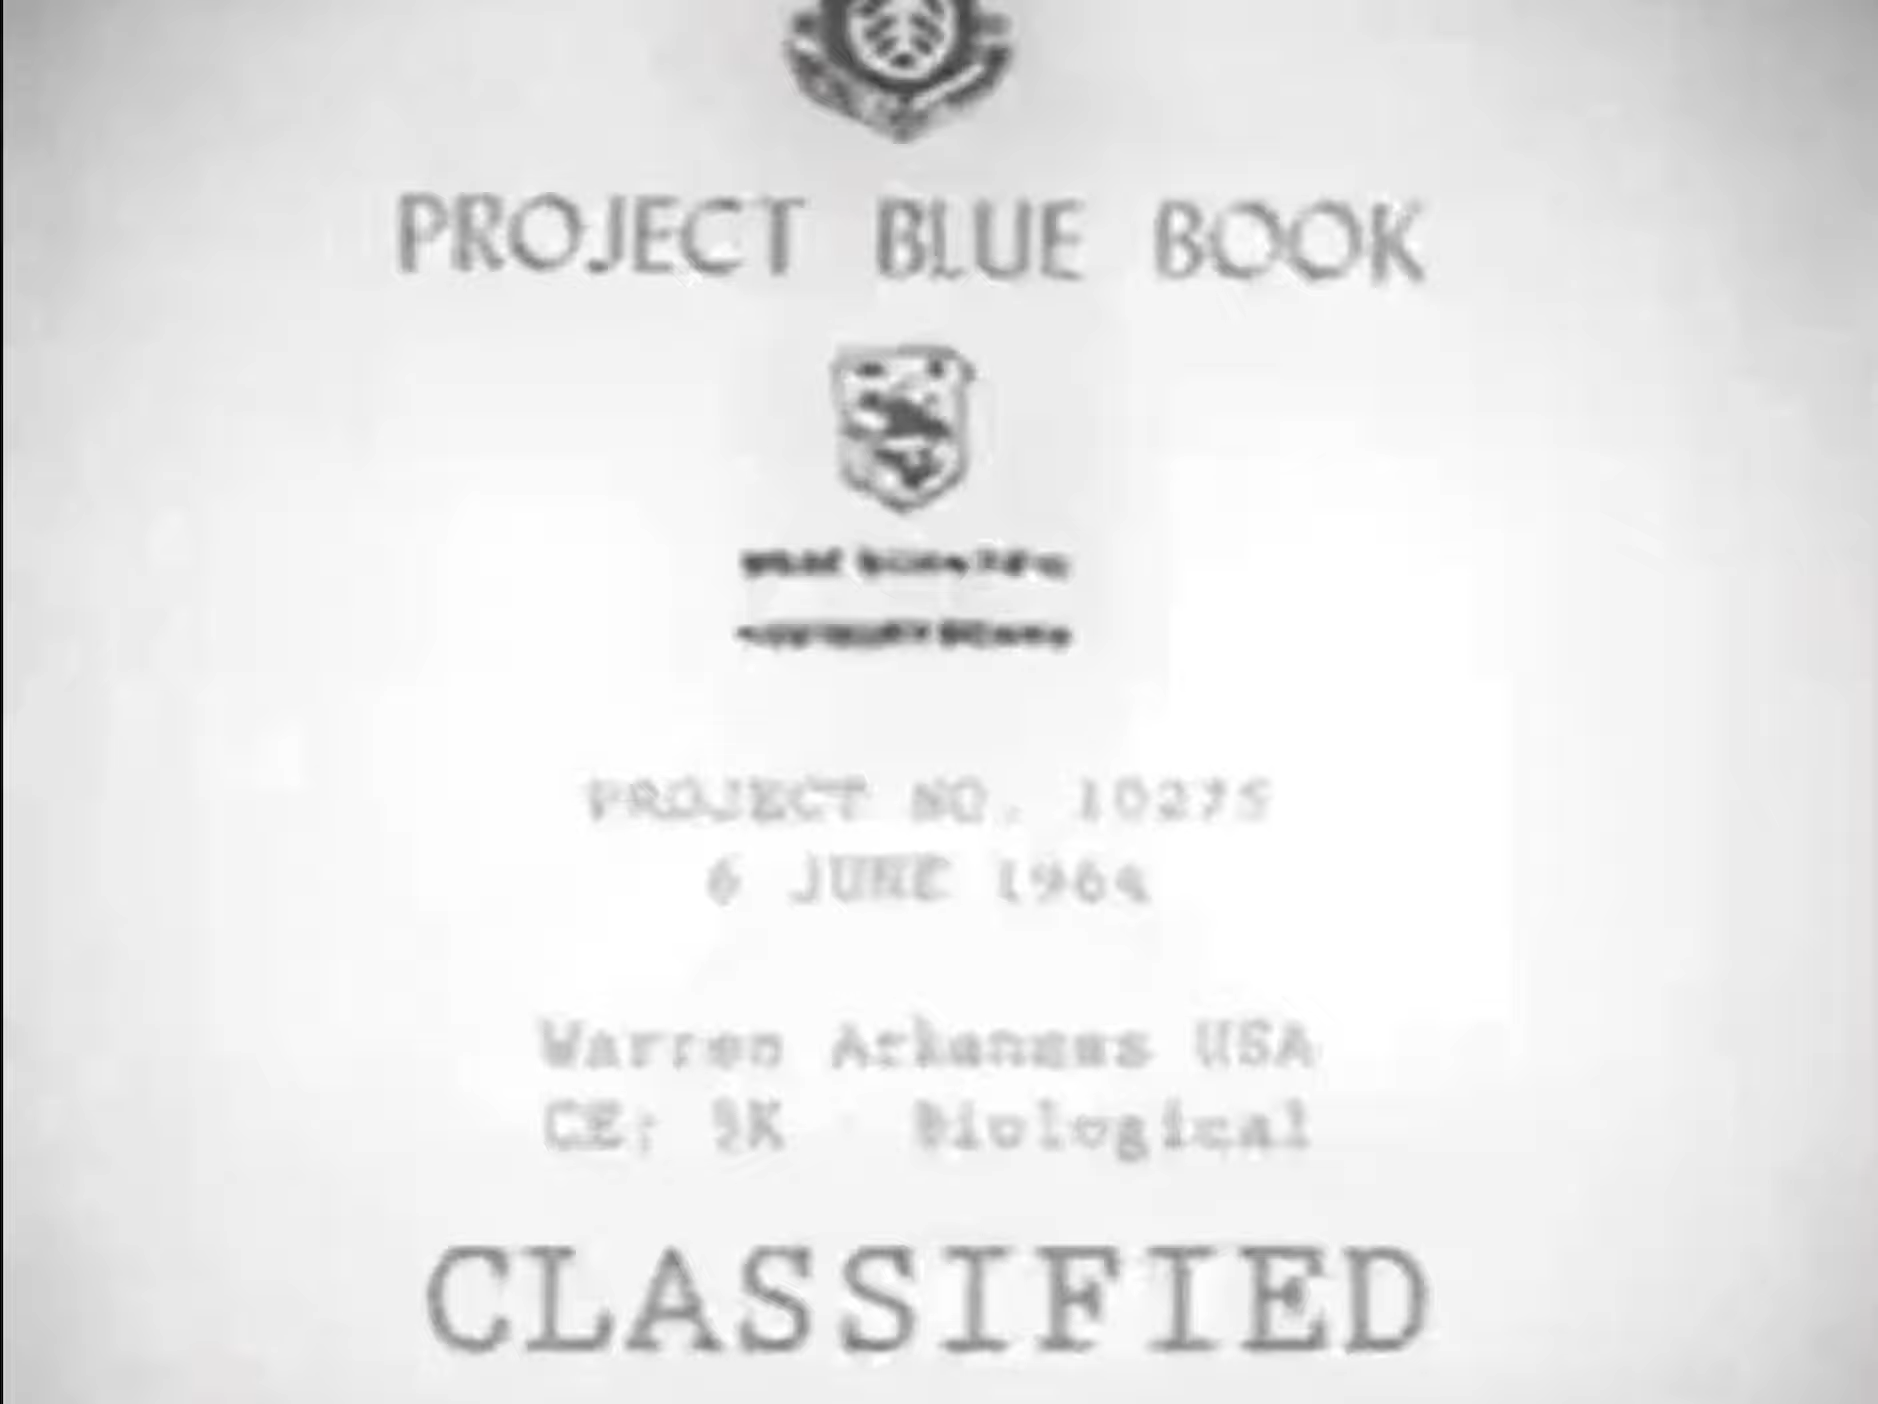 PROJECT BLUE BOOK
PROJECT NO. 10275
6 JUNE 1964
Warren Arkansas USA
CE: 5K - Biological
CLASSIFIED